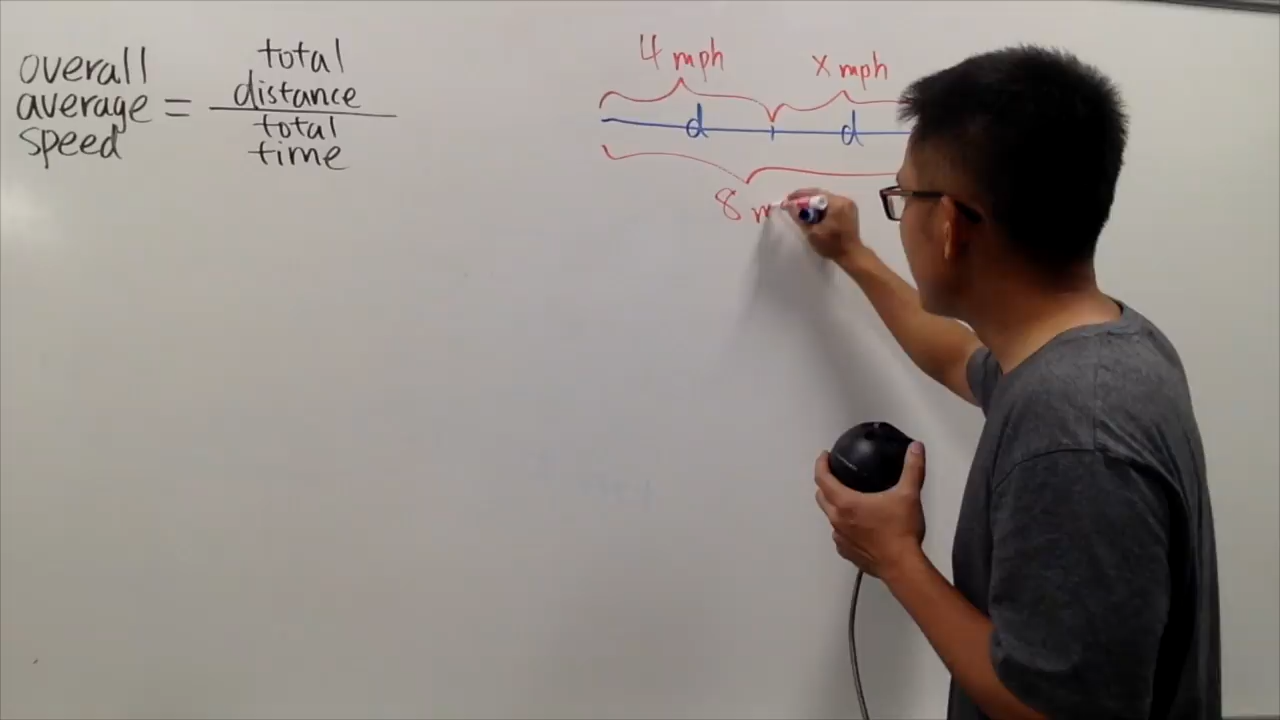 overall
average
speed
=
total
distance
total
time
4 mph
x mph
d
d
8 m